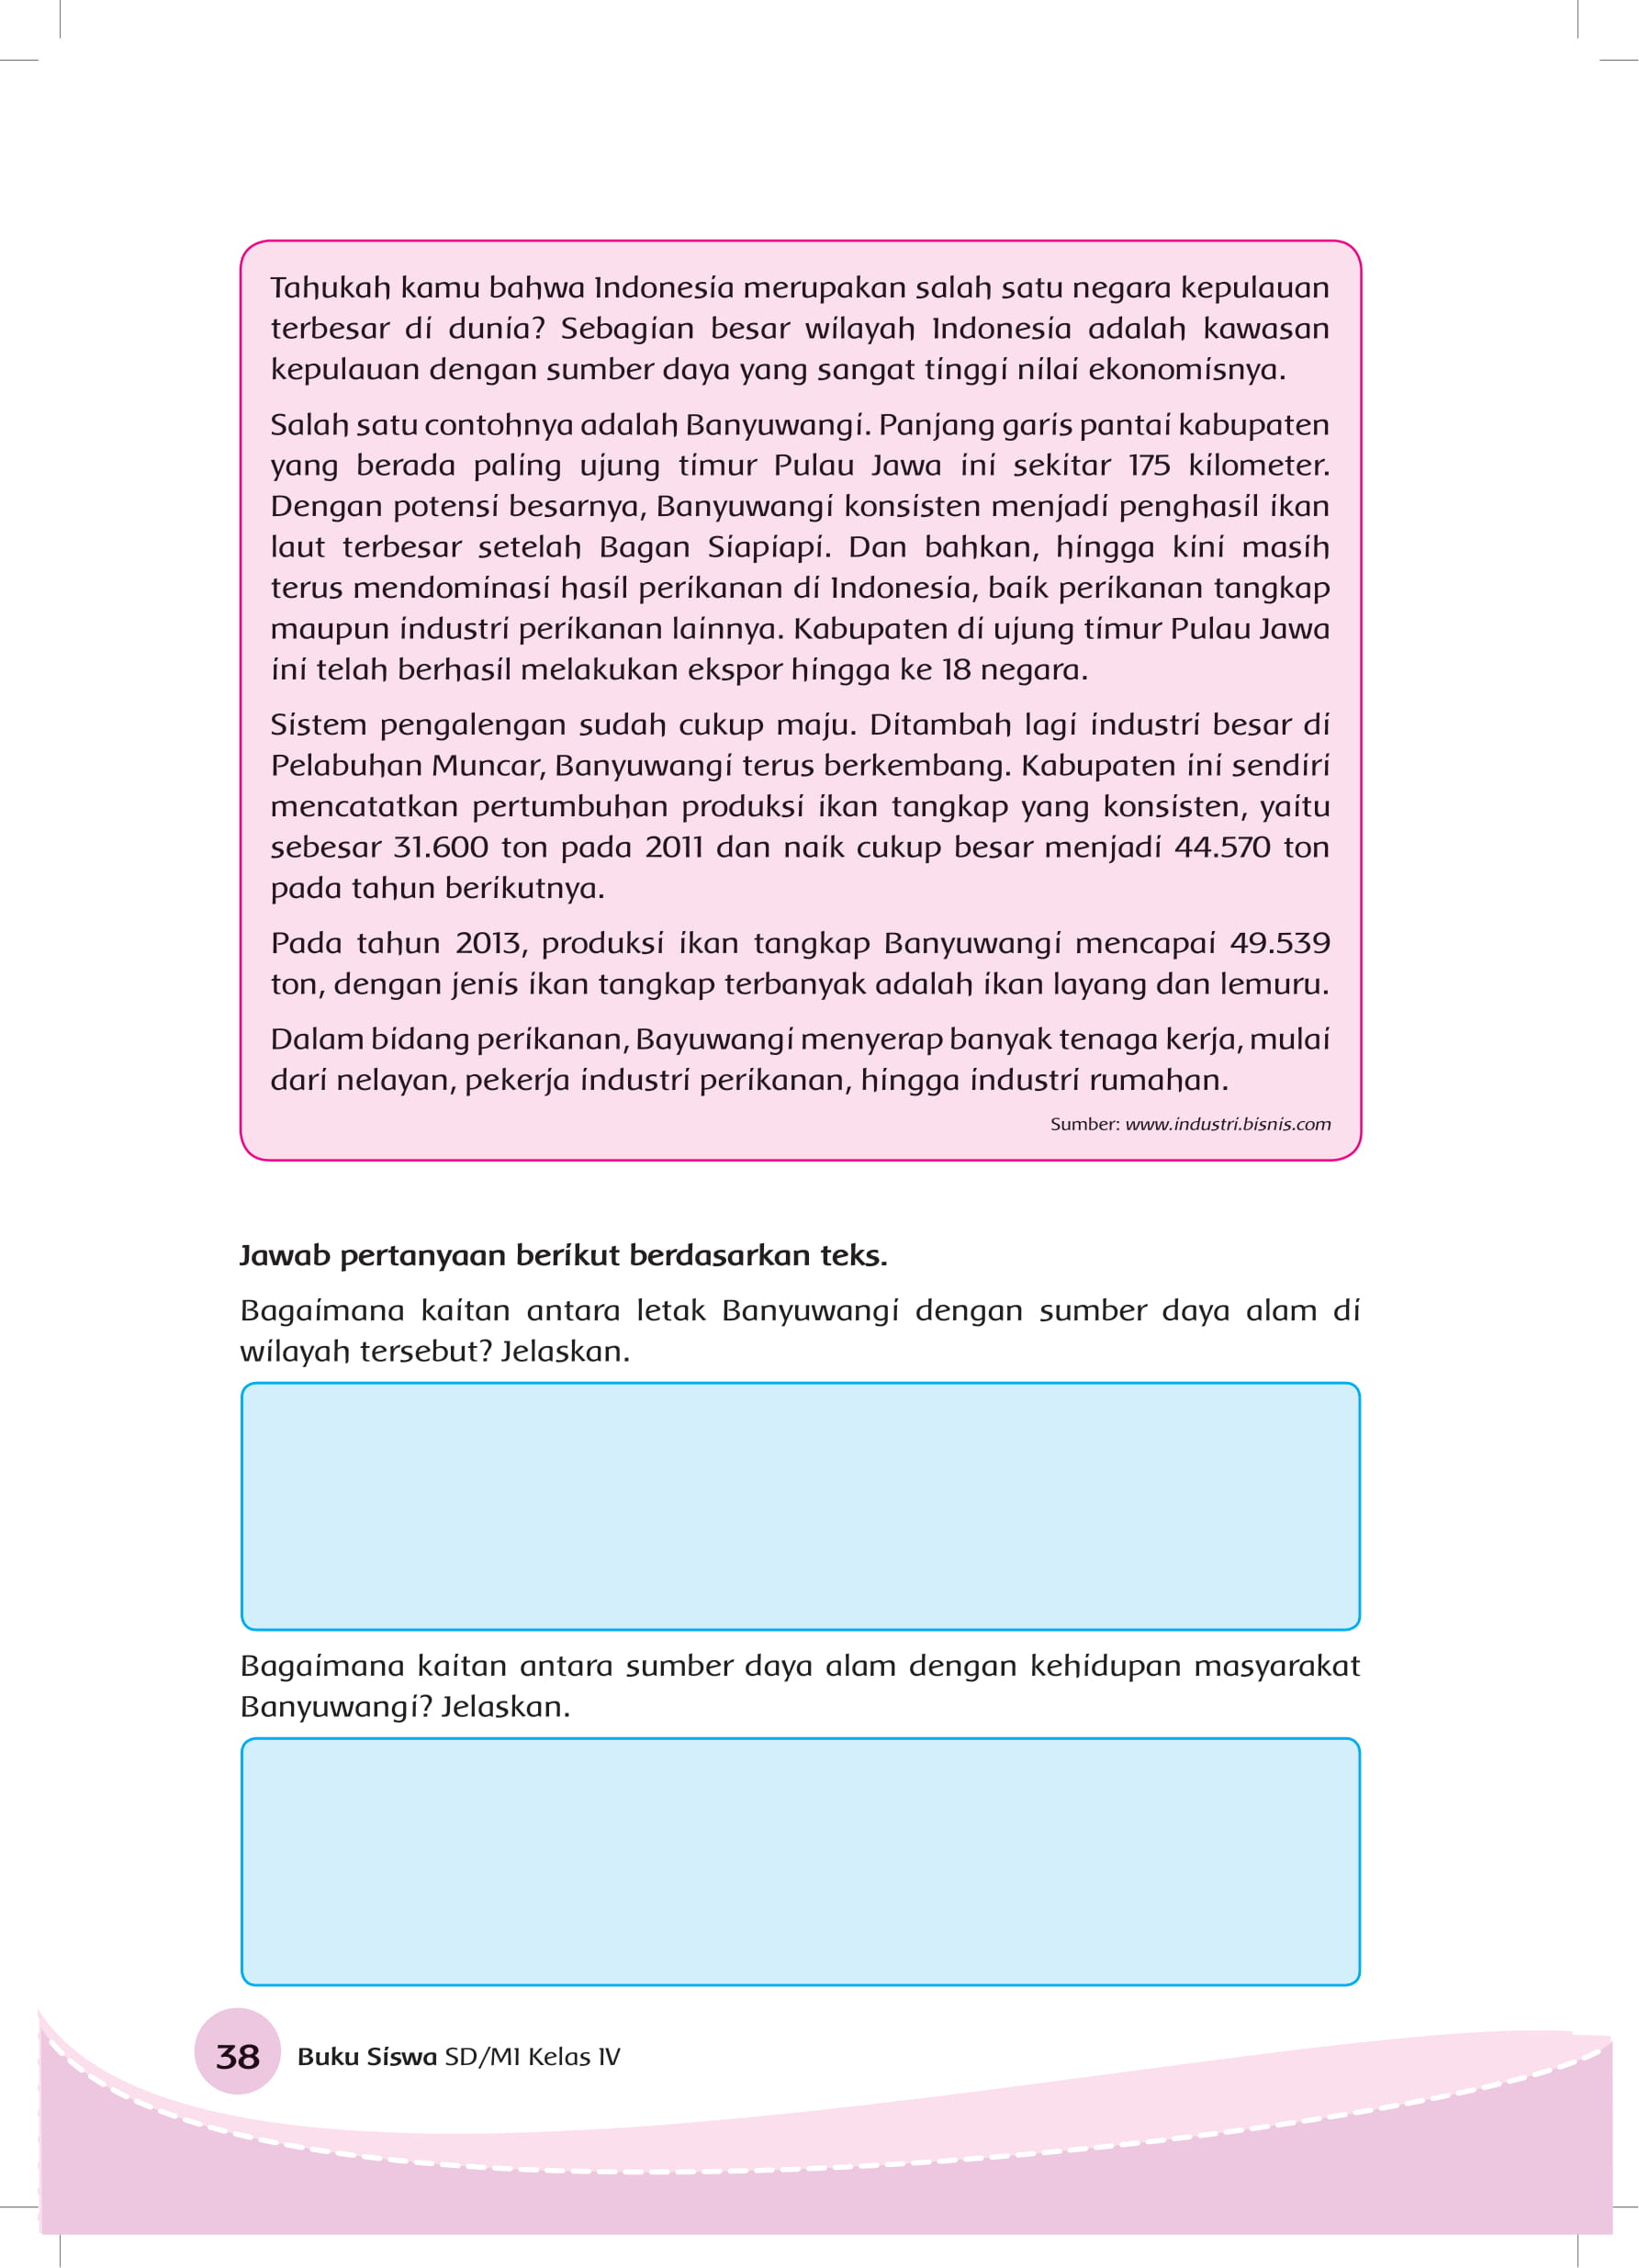 Tahukah kamu bahwa Indonesia merupakan salah satu negara kepulauan
terbesar di dunia? Sebagian besar wilayah Indonesia adalah kawasan
kepulauan dengan sumber daya yang sangat tinggi nilai ekonomisnya.
Salah satu contohnya adalah Banyuwangi. Panjang garis pantai kabupaten
yang berada paling ujung timur Pulau Jawa ini sekitar 175 kilometer.
Dengan potensi besarnya, Banyuwangi konsisten menjadi penghasil ikan
laut terbesar setelah Bagan Siapiapi. Dan bahkan, hingga kini masih
terus mendominasi hasil perikanan di Indonesia, baik perikanan tangkap
maupun industri perikanan lainnya. Kabupaten di ujung timur Pulau Jawa
ini telah berhasil melakukan ekspor hingga ke 18 negara.
Sistem pengalengan sudah cukup maju. Ditambah lagi industri besar di
Pelabuhan Muncar, Banyuwangi terus berkembang. Kabupaten ini sendiri
mencatatkan pertumbuhan produksi ikan tangkap yang konsisten, yaitu
sebesar 31.600 ton pada 2011 dan naik cukup besar menjadi 44.570 ton
pada tahun berikutnya.
Pada tahun 2013, produksi ikan tangkap Banyuwangi mencapai 49.539
ton, dengan jenis ikan tangkap terbanyak adalah ikan layang dan lemuru.
Dalam bidang perikanan, Bayuwangi menyerap banyak tenaga kerja, mulai
dari nelayan, pekerja industri perikanan, hingga industri rumahan.
Sumber: www.industri.bisnis.com
Jawab pertanyaan berikut berdasarkan teks.
Bagaimana kaitan antara letak Banyuwangi dengan sumber daya alam di
wilayah tersebut? Jelaskan.
Bagaimana kaitan antara sumber daya alam dengan kehidupan masyarakat
Banyuwangi? Jelaskan.
38 Buku Siswa SD/MI Kelas IV